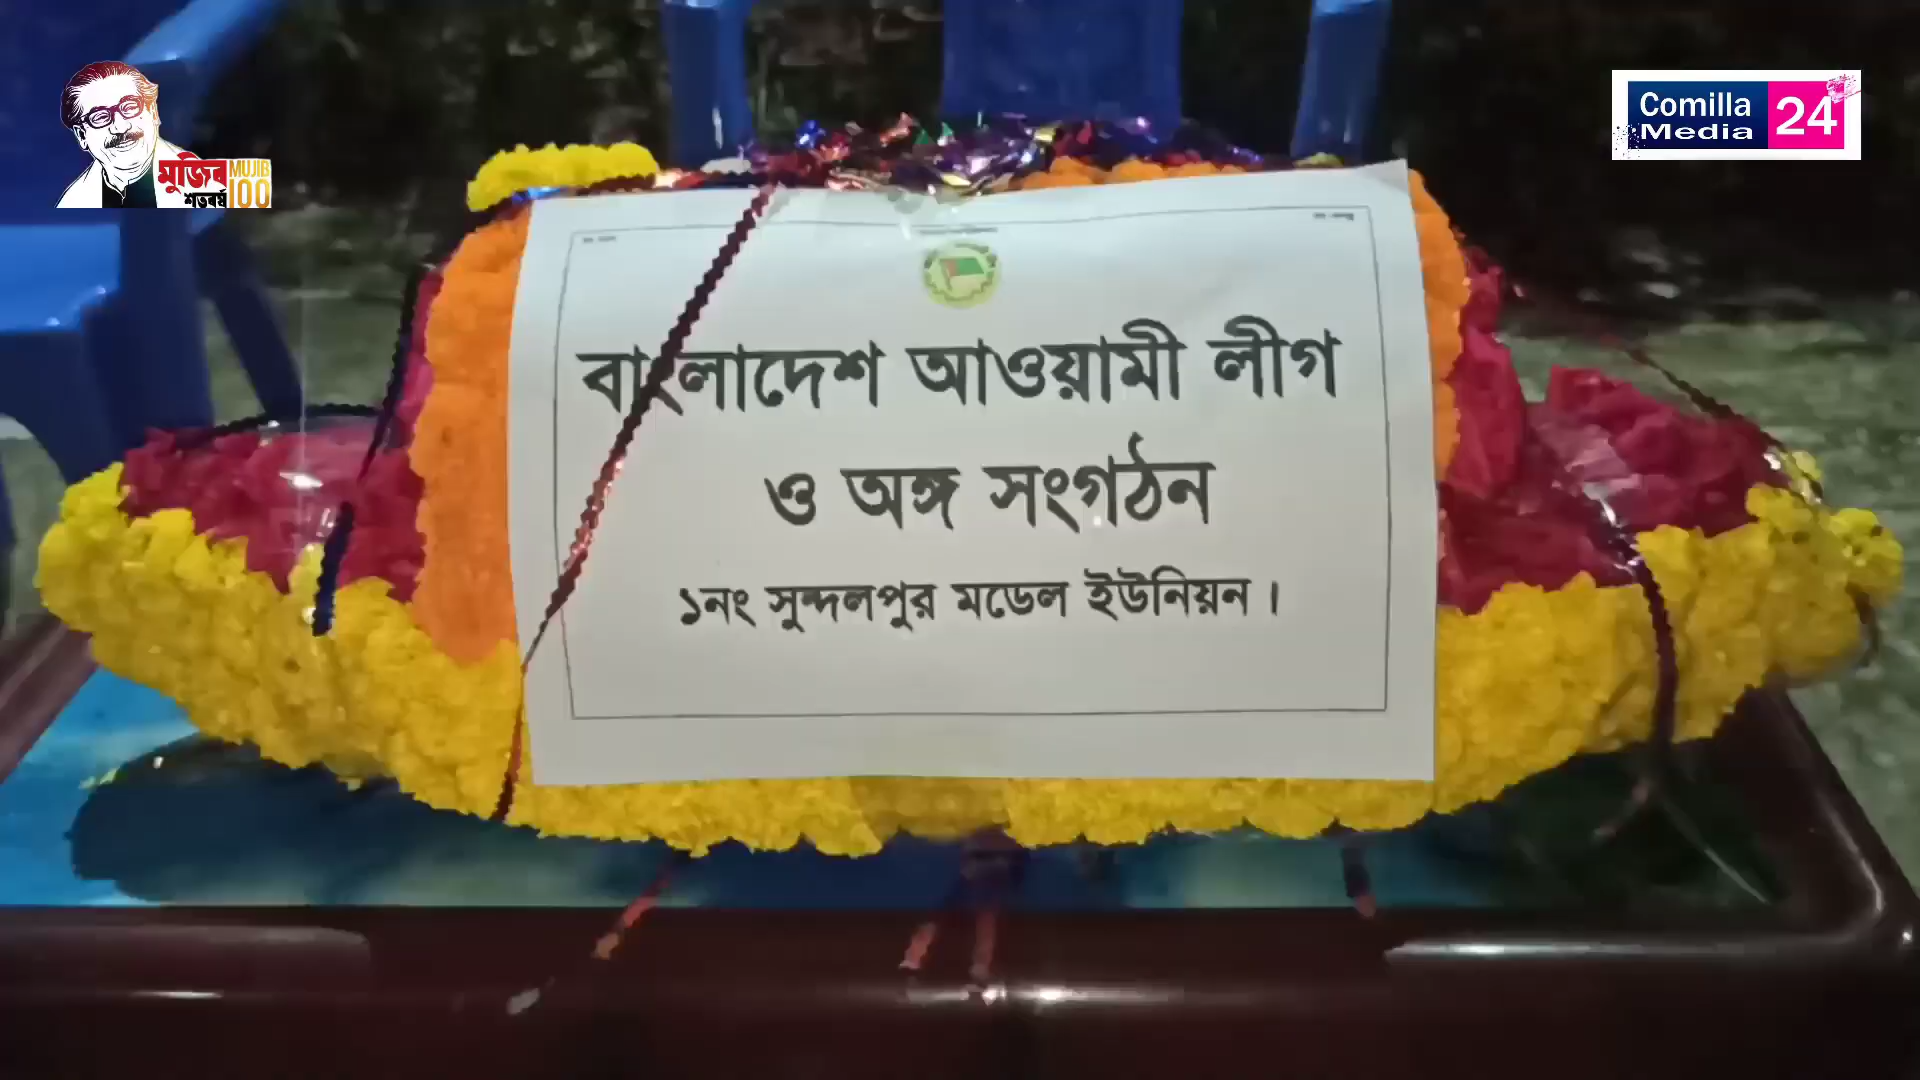 মুজিব
শতবর্ষ
MUJIB
100
Comilla
Media
24
বাংলাদেশ আওয়ামী লীগ
ও অঙ্গ সংগঠন
১নং সুন্দলপুর মডেল ইউনিয়ন।